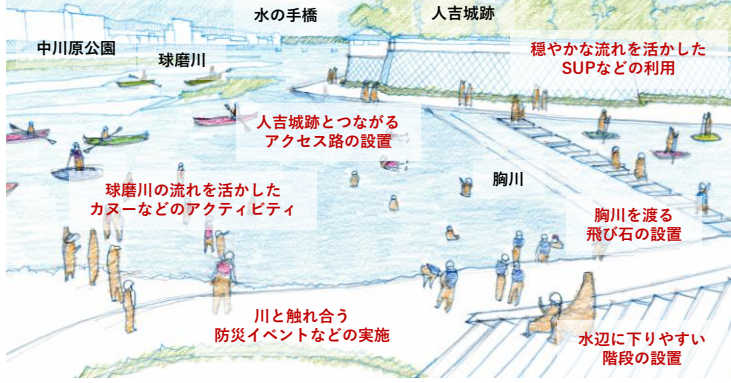 水の手橋
人吉城跡
中川原公園
球磨川
穏やかな流れを活かした
SUPなどの利用
人吉城跡とつながる
アクセス路の設置
球磨川の流れを活かした
カヌーなどのアクティビティ
胸川
胸川を渡る
飛び石の設置
川と触れ合う
防災イベントなどの実施
水辺に下りやすい
階段の設置